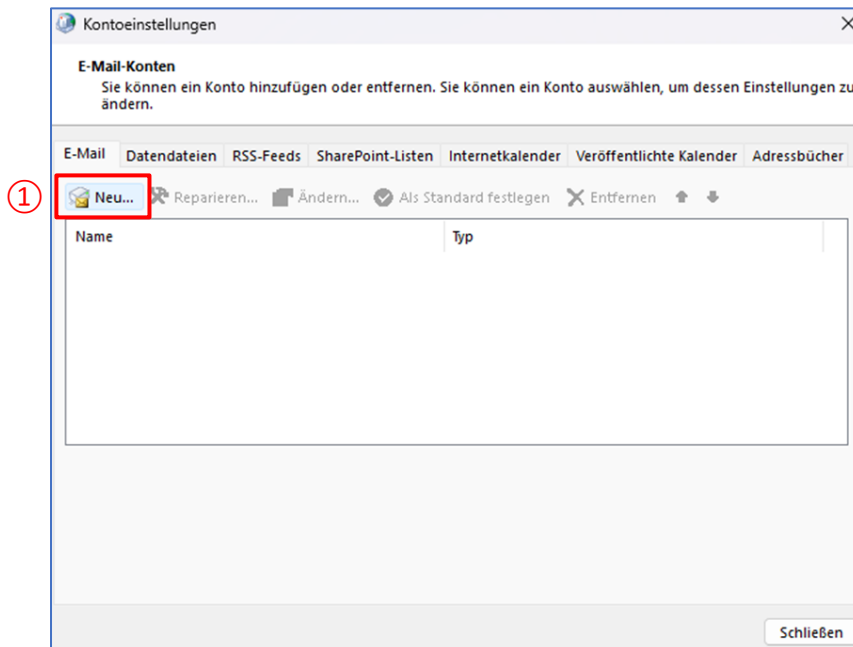 Kontoeinstellungen
E-Mail-Konten
Sie können ein Konto hinzufügen oder entfernen. Sie können ein Konto auswählen, um dessen Einstellungen zu
ändern.
E-Mail Datendateien RSS-Feeds SharePoint-Listen Internetkalender Veröffentlichte Kalender Adressbücher
① Neu... Reparieren... Ändern... Als Standard festlegen Entfernen
Name Typ
Schließen